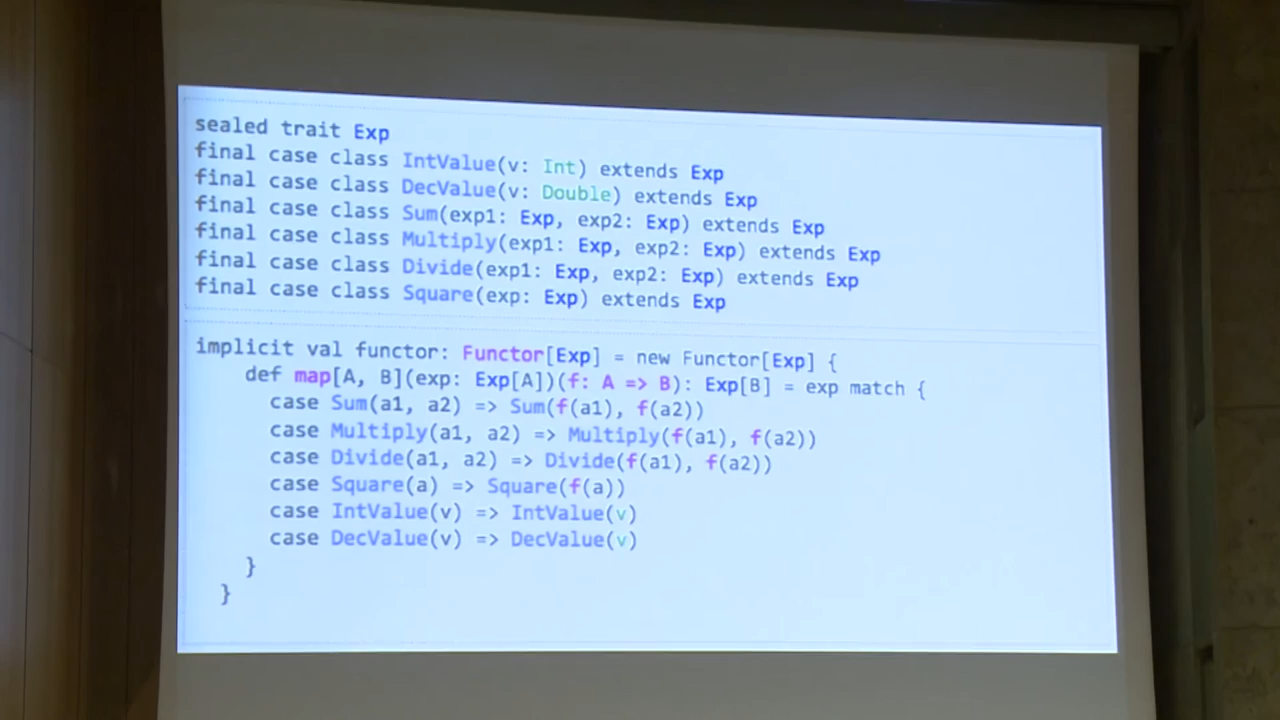 sealed trait Exp
final case class IntValue(v: Int) extends Exp
final case class DecValue(v: Double) extends Exp
final case class Sum(exp1: Exp, exp2: Exp) extends Exp
final case class Multiply(exp1: Exp, exp2: Exp) extends Exp
final case class Divide(exp1: Exp, exp2: Exp) extends Exp
final case class Square(exp: Exp) extends Exp
implicit val functor: Functor[Exp] = new Functor[Exp] {
def map[A, B](exp: Exp[A])(f: A => B): Exp[B] = exp match {
case Sum(a1, a2) => Sum(f(a1), f(a2))
case Multiply(a1, a2) => Multiply(f(a1), f(a2))
case Divide(a1, a2) => Divide(f(a1), f(a2))
case Square(a) => Square(f(a))
case IntValue(v) => IntValue(v)
case DecValue(v) => DecValue(v)
}
}